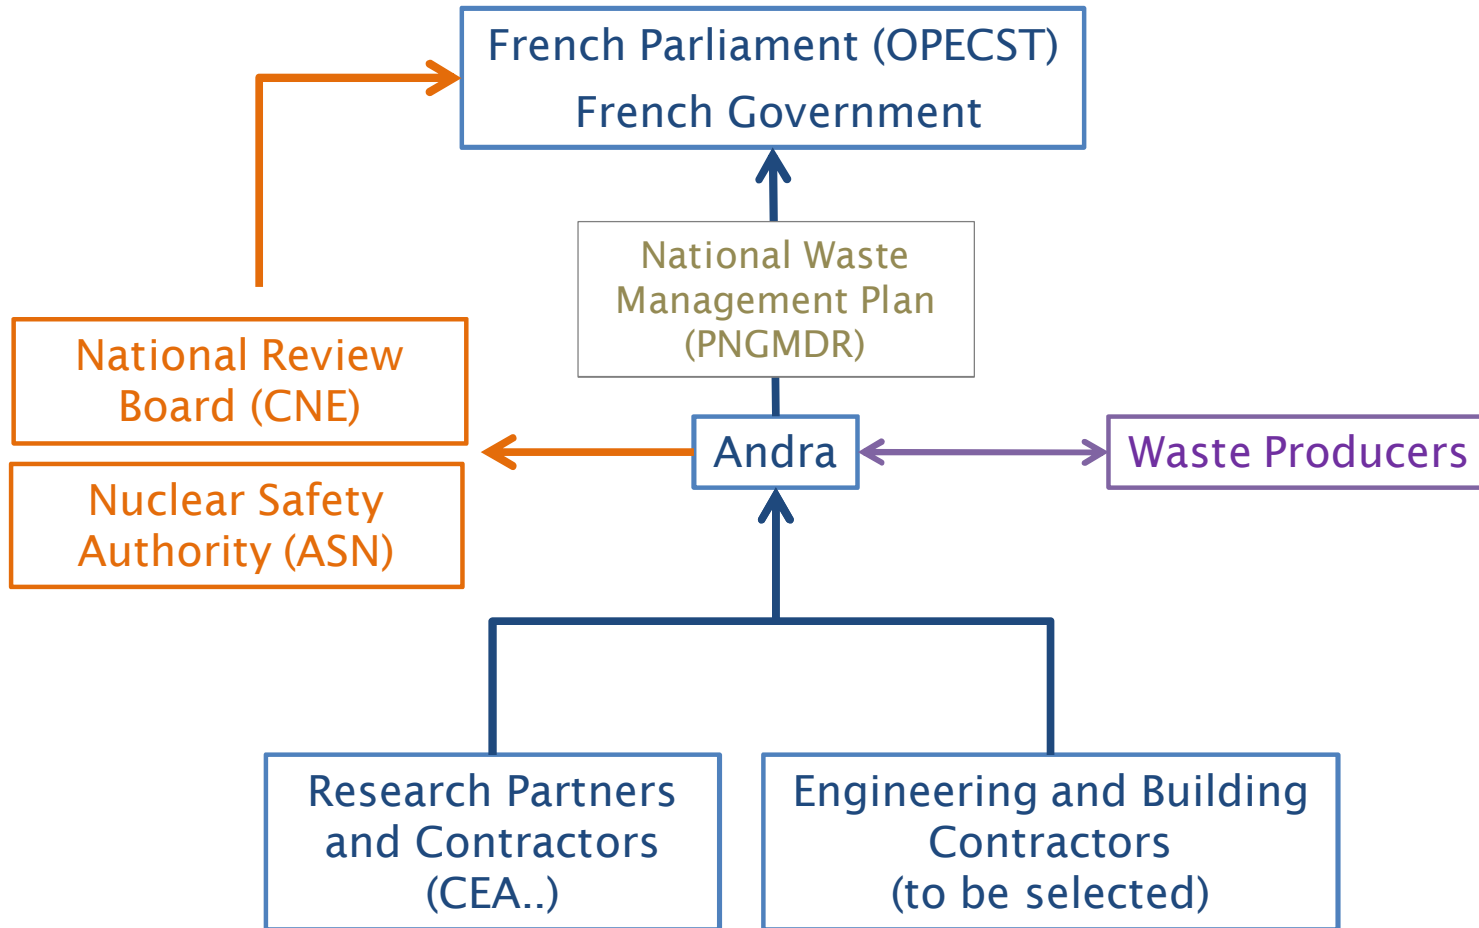 French Parliament (OPECST)
French Government
National Waste
Management Plan
(PNGMDR)
National Review
Board (CNE)
Andra
Waste Producers
Nuclear Safety
Authority (ASN)
Research Partners
and Contractors
(CEA..)
Engineering and Building
Contractors
(to be selected)